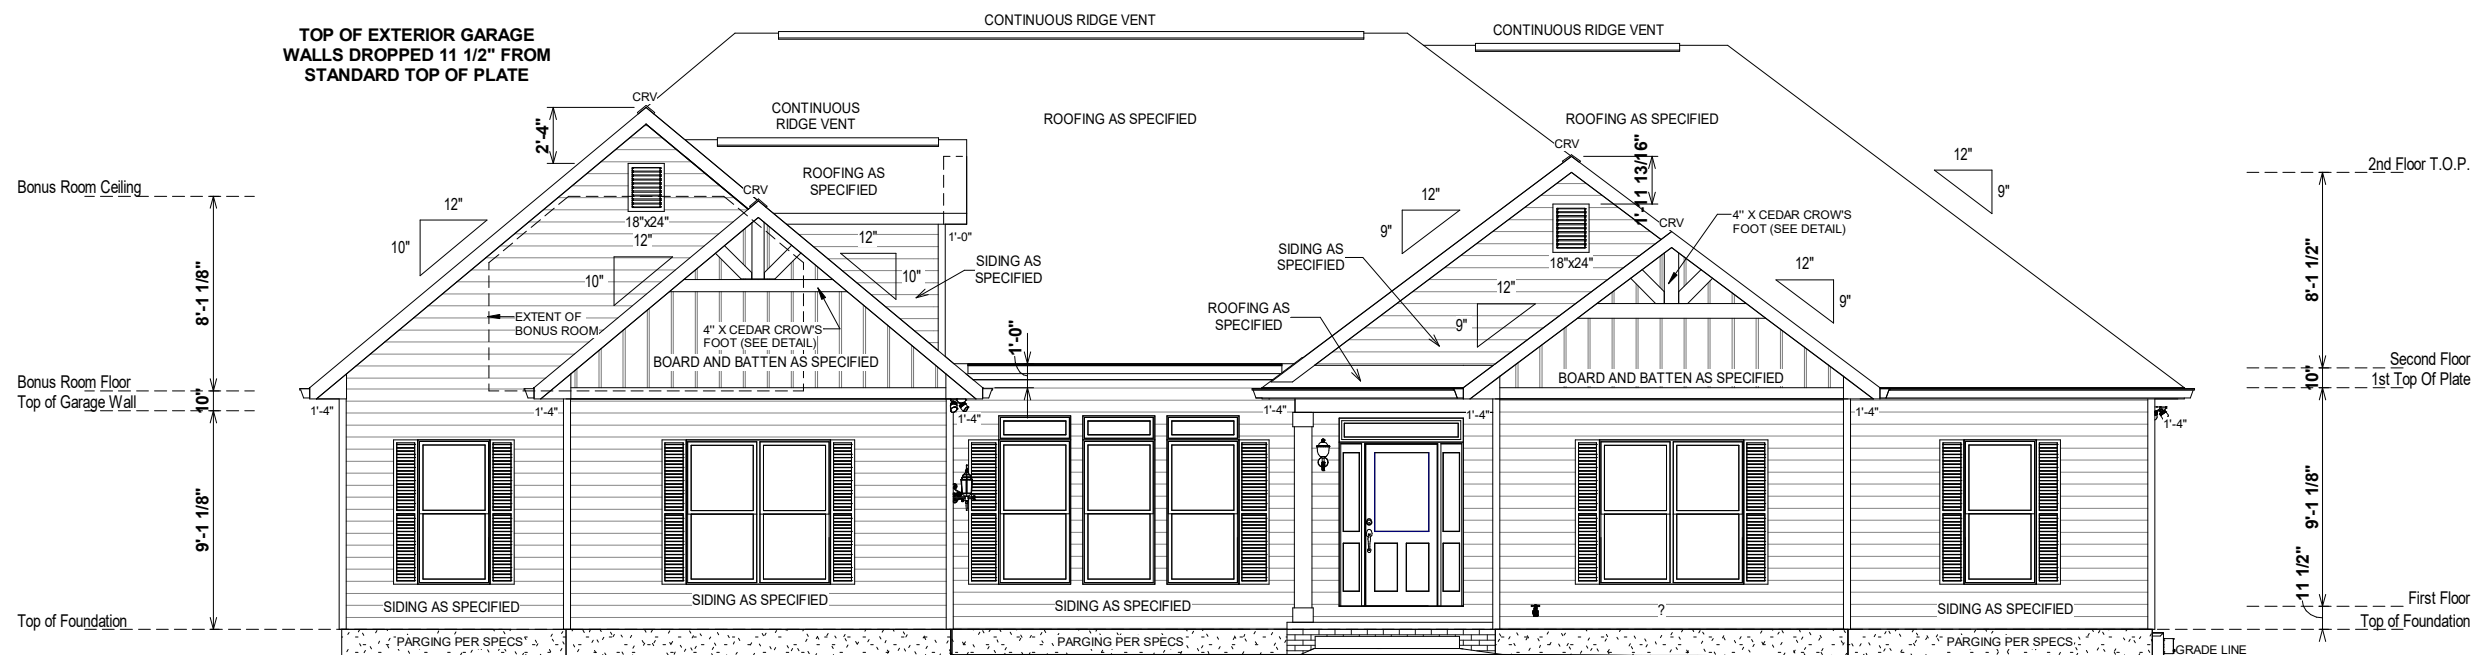 TOP OF EXTERIOR GARAGE
WALLS DROPPED 11 1/2" FROM
STANDARD TOP OF PLATE
CONTINUOUS RIDGE VENT
CONTINUOUS RIDGE VENT
CRV
2'-4"
CONTINUOUS
RIDGE VENT
ROOFING AS SPECIFIED
ROOFING AS SPECIFIED
CRV
1'-11 13/16"
12"
9"
2nd Floor T.O.P.
Bonus Room Ceiling
12"
10"
18"x24"
12"
10"
CRV
ROOFING AS
SPECIFIED
12"
10"
1'-0"
SIDING AS
SPECIFIED
12"
9"
SIDING AS
SPECIFIED
18"x24"
CRV
4" X CEDAR CROW'S
FOOT (SEE DETAIL)
12"
9"
8'-1 1/8"
EXTENT OF
BONUS ROOM
4" X CEDAR CROW'S
FOOT (SEE DETAIL)
BOARD AND BATTEN AS SPECIFIED
1'-0"
ROOFING AS
SPECIFIED
12"
9"
BOARD AND BATTEN AS SPECIFIED
8'-1 1/2"
Second Floor
10"
1st Top Of Plate
Bonus Room Floor
10"
Top of Garage Wall
1'-4"
1'-4"
1'-4"
1'-4"
1'-4"
1'-4"
1'-4"
9'-1 1/8"
9'-1 1/8"
11 1/2"
First Floor
Top of Foundation
Top of Foundation
SIDING AS SPECIFIED
SIDING AS SPECIFIED
SIDING AS SPECIFIED
?
SIDING AS SPECIFIED
PARGING PER SPECS
PARGING PER SPECS
PARGING PER SPECS
GRADE LINE